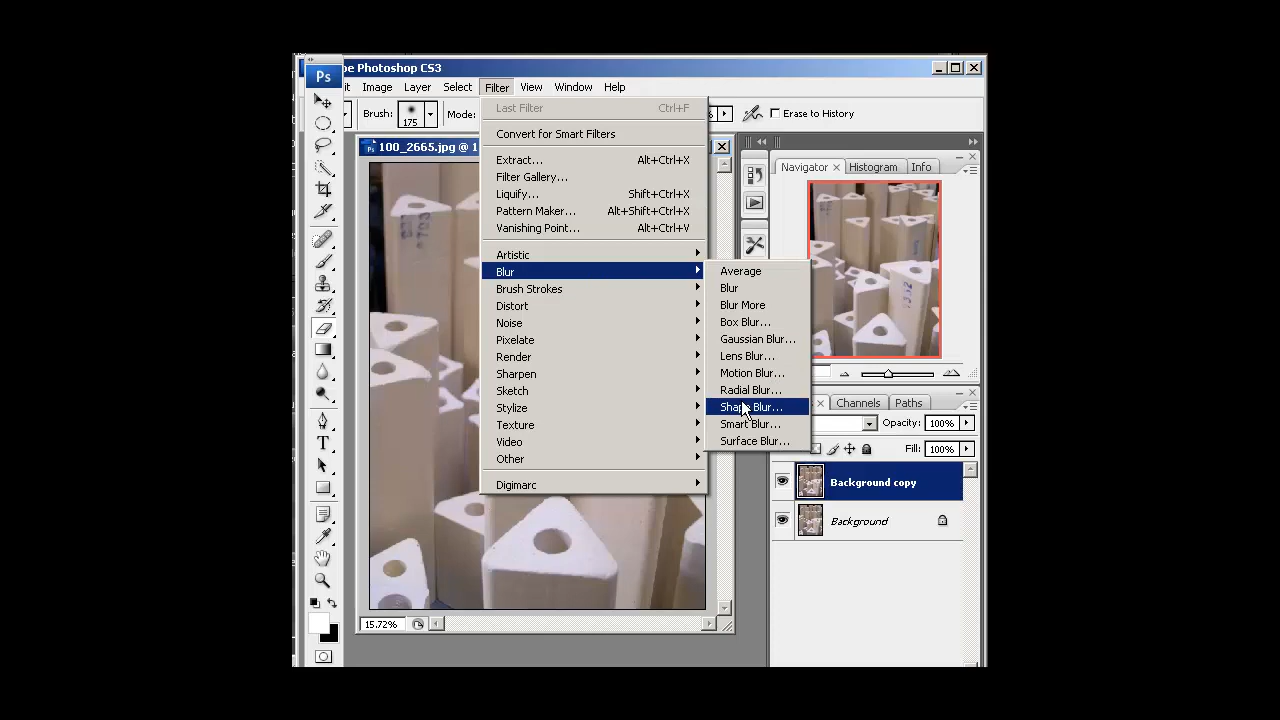 be Photoshop CS3
Ps
it Image Layer Select Filter View Window Help
Brush: 175 Mode: % Erase to History
Last Filter Ctrl+F
Convert for Smart Filters
Extract... Alt+Ctrl+X
Filter Gallery...
Liquify... Shift+Ctrl+X
Pattern Maker... Alt+Shift+Ctrl+X
Vanishing Point... Alt+Ctrl+V
Artistic
Blur
Brush Strokes
Distort
Noise
Pixelate
Render
Sharpen
Sketch
Stylize
Texture
Video
Other
Digimarc
Average
Blur
Blur More
Box Blur...
Gaussian Blur...
Lens Blur...
Motion Blur...
Radial Blur...
Shape Blur...
Smart Blur...
Surface Blur...
100_2665.jpg @ 1
Navigator Histogram Info
Channels Paths
Opacity: 100%
Fill: 100%
Background copy
Background
15.72%